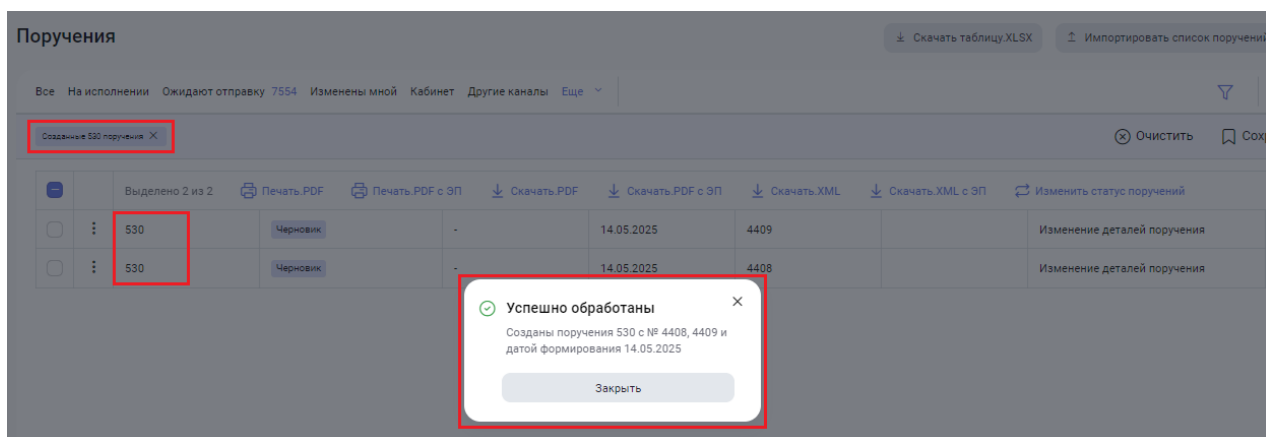 Поручения
Скачать таблицу.XLSX
Импортировать список поручений
Все На исполнении Ожидают отправку 7554 Изменены мной Кабинет Другие каналы Еще
Созданные 530 поручения
Очистить
Выделено 2 из 2 Печать.PDF Печать.PDF с ЭП Скачать.PDF Скачать.PDF с ЭП Скачать.XML Скачать.XML с ЭП Изменить статус поручений
530 Черновик - 14.05.2025 4409 Изменение деталей поручения
530 Черновик - 14.05.2025 4408 Изменение деталей поручения
Успешно обработаны
Созданы поручения 530 с № 4408, 4409 и
датой формирования 14.05.2025
Закрыть